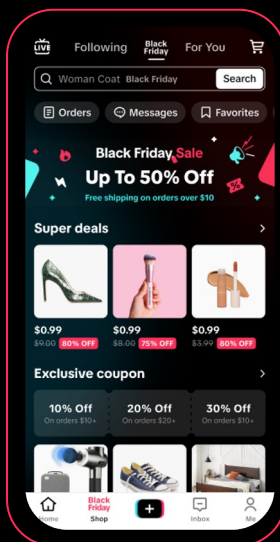 LIVE
Following
Black
Friday
For You
Woman Coat Black Friday
Search
Orders
Messages
Favorites
Black Friday Sale
Up To 50% Off
Free shipping on orders over $10
Super deals
$0.99
$9.00 80% OFF
$0.99
$8.00 75% OFF
$0.99
$3.99 80% OFF
Exclusive coupon
10% Off
On orders $10+
20% Off
On orders $20+
30% Off
On orders $10+
Home
Black
Friday
Shop
Inbox
Me